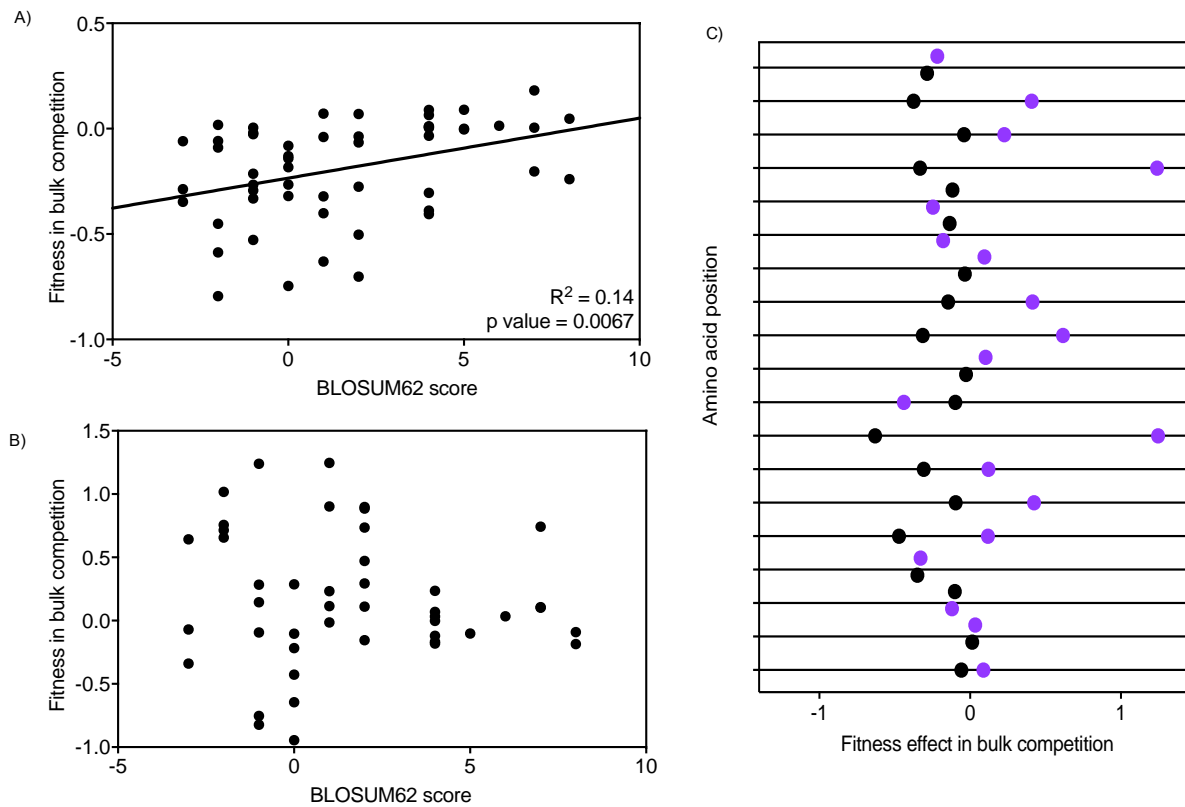 A)
0.5
0.0
-0.5
-1.0
Fitness in bulk competition
R² = 0.14
p value = 0.0067
-5
0
5
10
BLOSUM62 score
B)
1.5
1.0
0.5
0.0
-0.5
-1.0
Fitness in bulk competition
-5
0
5
10
BLOSUM62 score
C)
Amino acid position
-1
0
1
Fitness effect in bulk competition